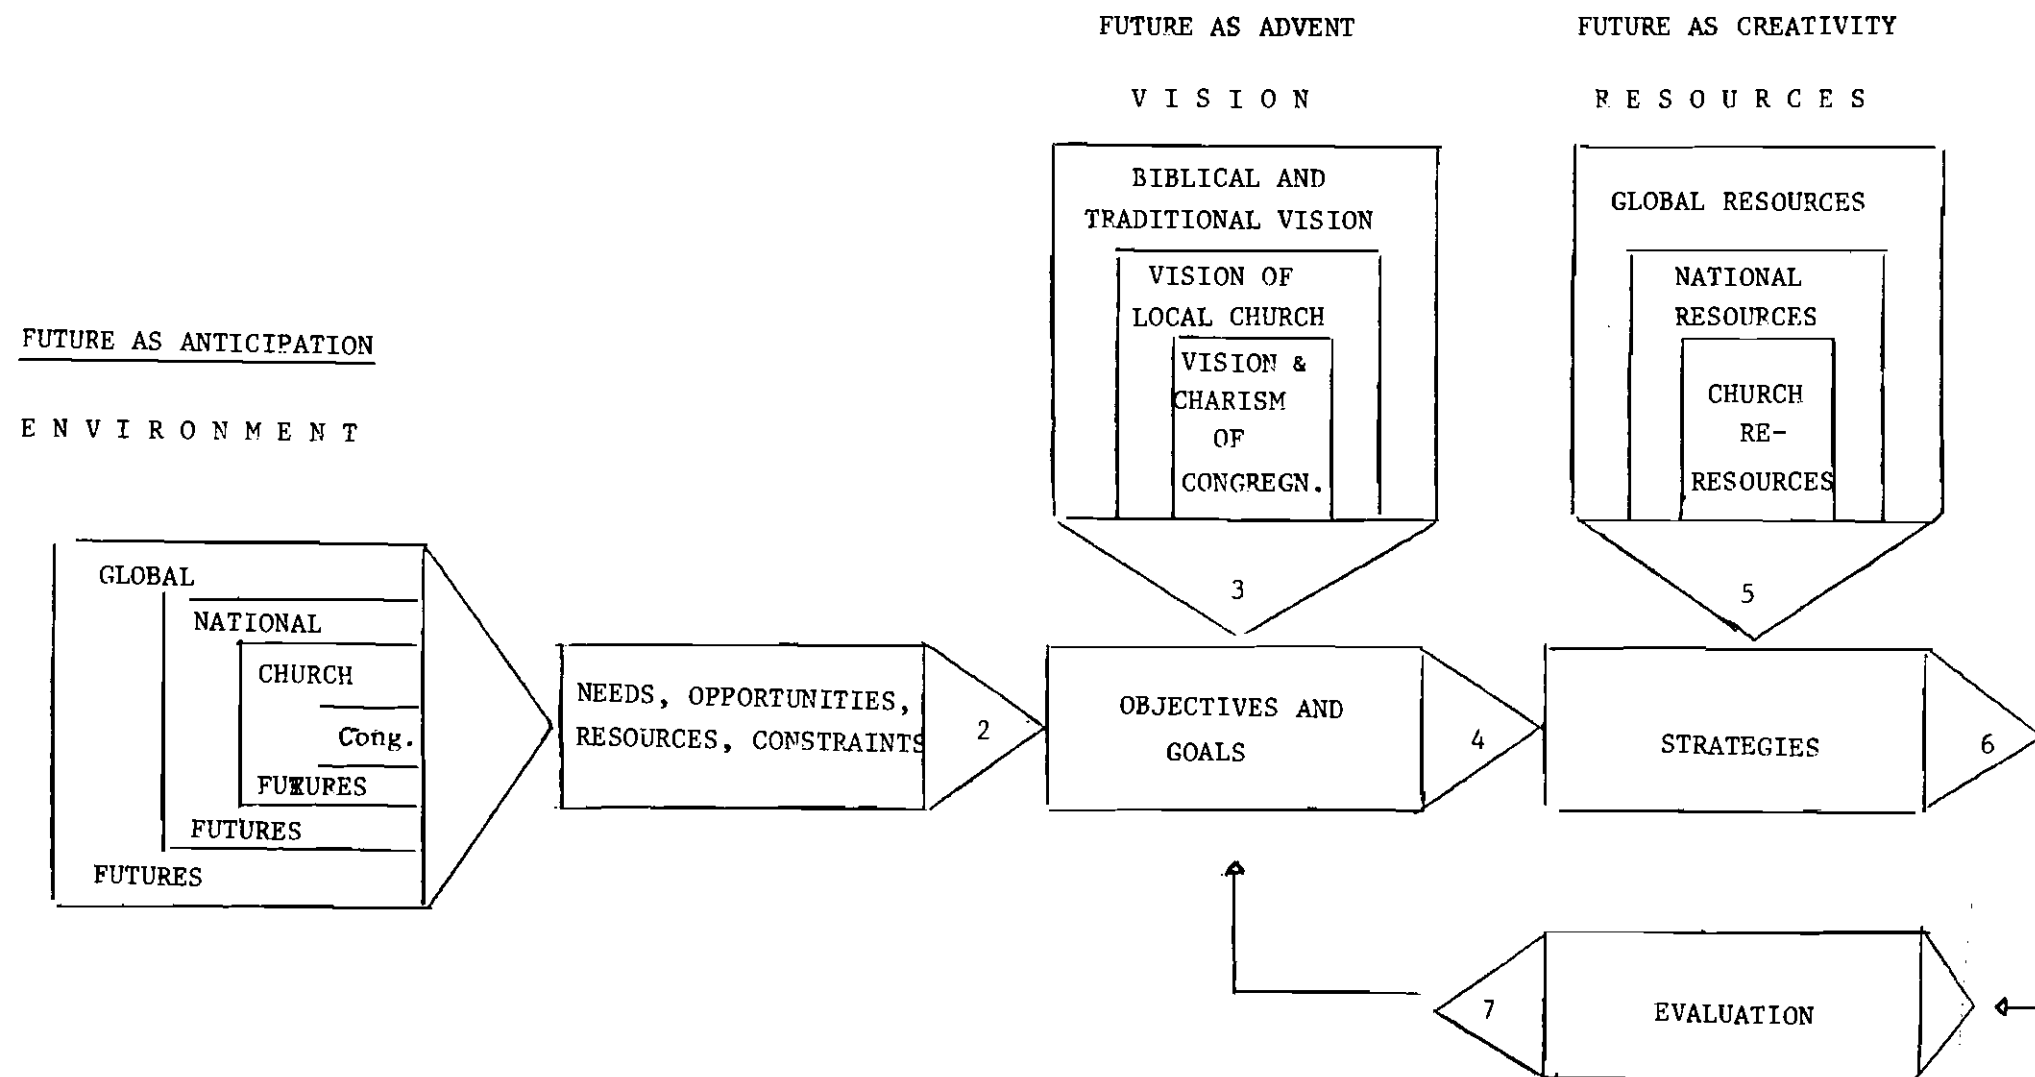 FUTURE AS ADVENT
FUTURE AS CREATIVITY
V I S I O N
R E S O U R C E S
BIBLICAL AND
TRADITIONAL VISION
VISION OF
LOCAL CHURCH
VISION &
CHARISM
OF
CONGREGN.
GLOBAL RESOURCES
NATIONAL
RESOURCES
CHURCH
RE-
RESOURCES
FUTURE AS ANTICIPATION
E N V I R O N M E N T
GLOBAL
NATIONAL
CHURCH
Cong.
FUTURES
FUTURES
FUTURES
NEEDS, OPPORTUNITIES,
RESOURCES, CONSTRAINTS
2
3
OBJECTIVES AND
GOALS
4
5
STRATEGIES
6
7
EVALUATION